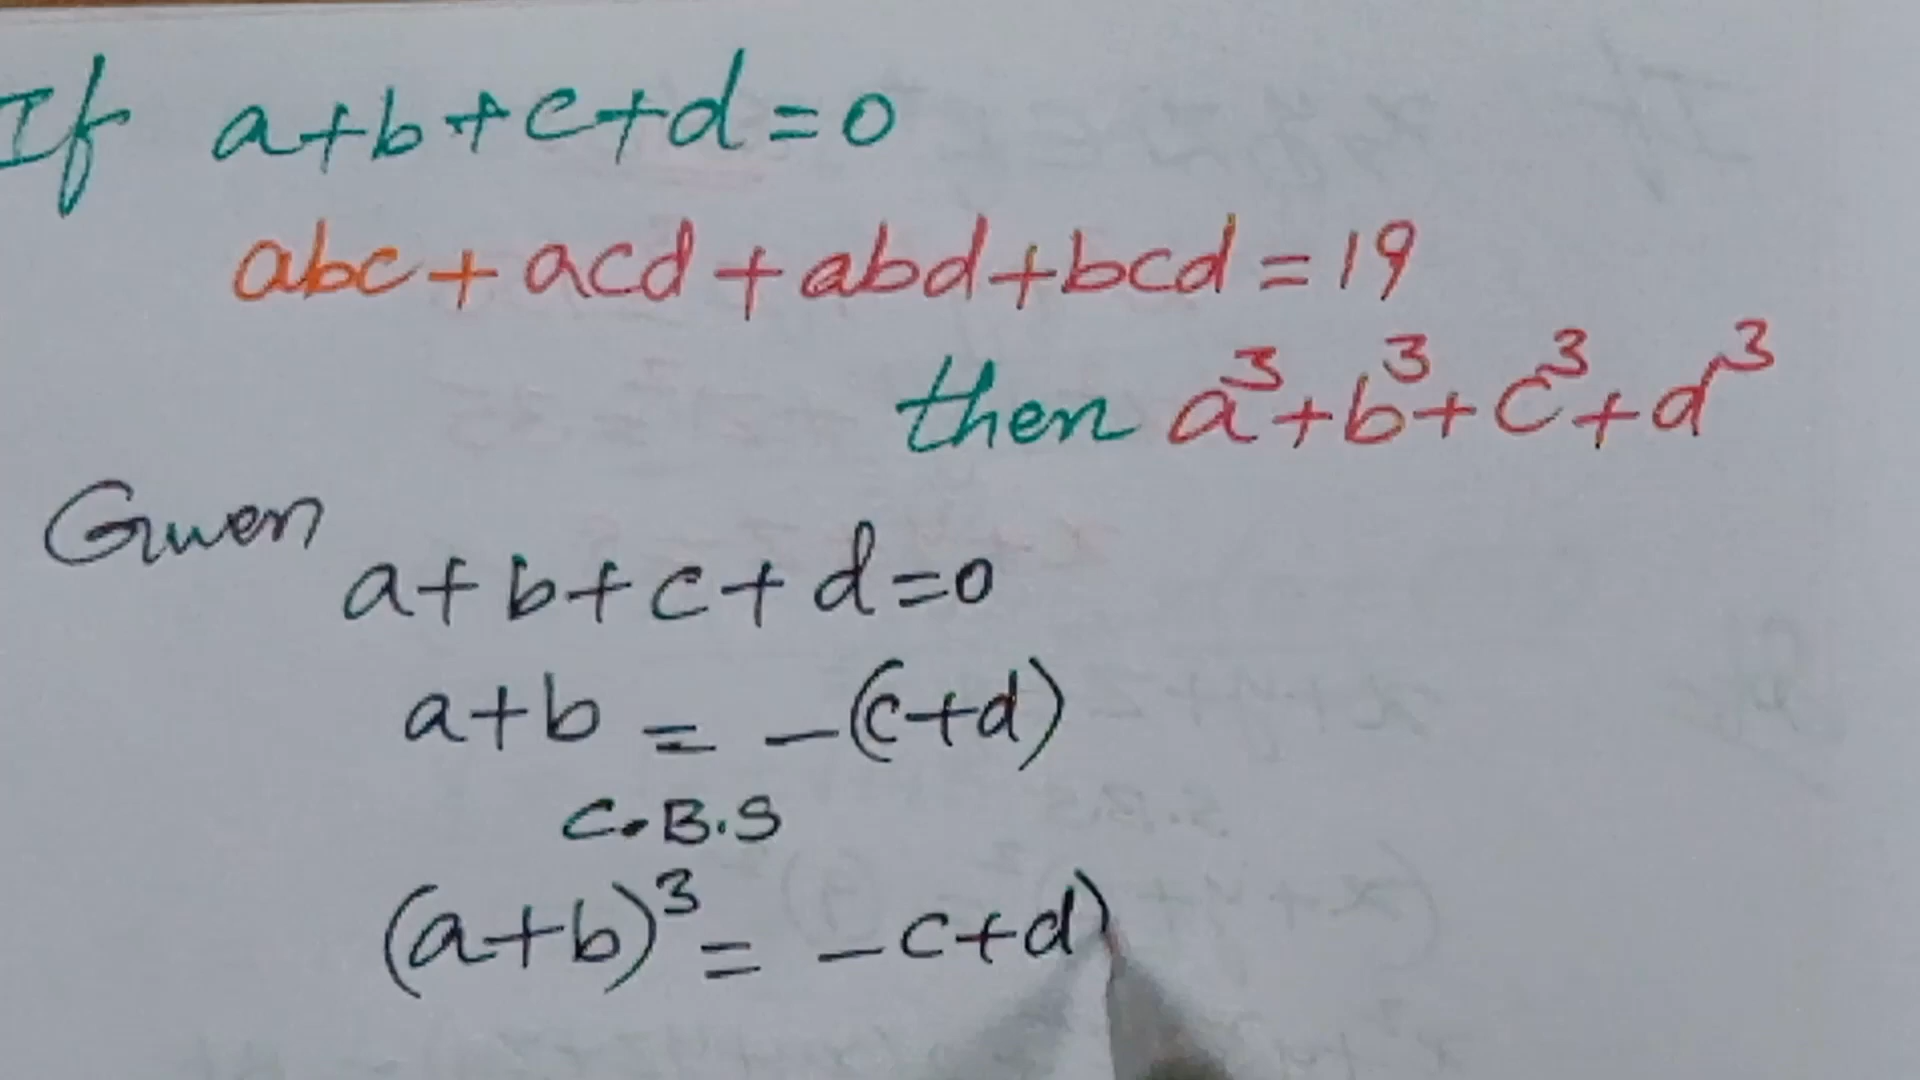 If a+b+c+d=0
abc+acd+abd+bcd=19
then a³+b³+c³+d³
Given
a+b+c+d=0
a+b = -(c+d)
C.B.S
(a+b)³ = -c+d)